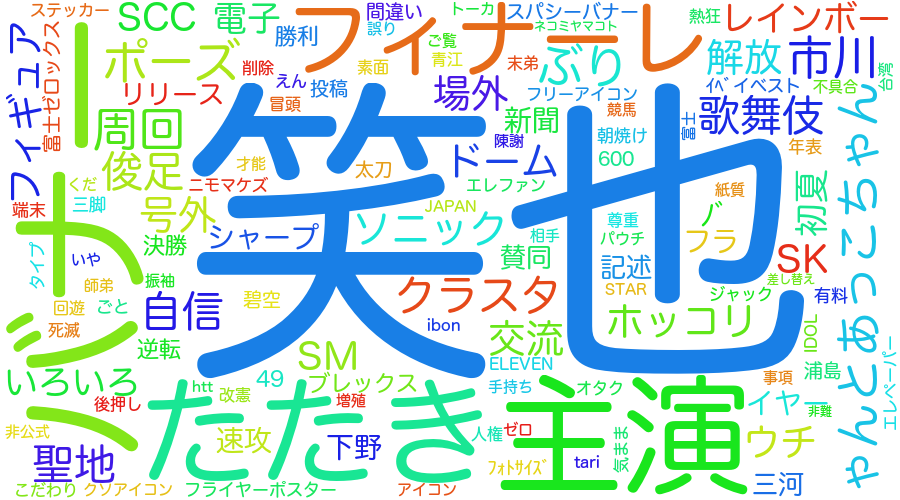 ステッカー
SCC
電子
フィナーレ
間違い
誤り
トーカ
スパシーバナー
ネコミヤマコト
熱狂
レインボー
フィギュア
富士ゼロックス
ポーズ
勝利
ご覧
青江
末弟
ぶり
解放
市川
台湾
リリース
削除
えん
素面
冒頭
投稿
場外
フリーアイコン
ｲﾍﾞ
イベスト
不具合
周回
笑也
新聞
競馬
富士
歌舞伎
陳謝
朝焼け
年表
俊足
才能
太刀
ドーム
600
くだ
三脚
ニモマケズ
エレファン
紙質
初夏
端末
号外
JAPAN
尊重
バ
シャープ
ソニック
相手
パウチ
フラ
タイプ
いや
決勝
賛同
記述
SK
差し替え
師弟
振袖
クラスタ
STAR
ジャック
有料
回遊
ごと
自信
碧空
ホッコリ
IDOL
死滅
ibon
逆転
SM
交流
ELEVEN
浦島
エレペーパー
いろいろ
49
ブレックス
手持ち
オタク
事項
htt
改憲
増殖
後押し
たたき
主演
イヤー
非難
非公式
速攻
下野
人権
ゼロ
気まま
ウチ
聖地
tari
ﾌｫﾄｻｲｽﾞ
三河
こだわり
クソアイコン
フライヤーポスター
アイコン
ゃんとあっこちゃん